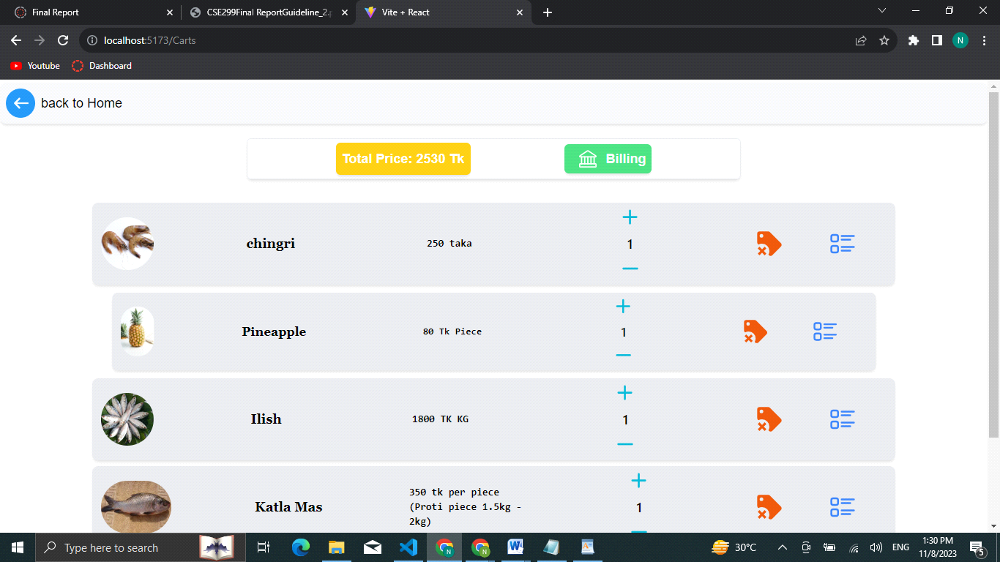 Final Report
CSE299Final ReportGuideline_2.p
Vite + React
localhost:5173/Carts
N
Youtube
Dashboard
back to Home
Total Price: 2530 Tk
Billing
chingri
250 taka
1
Pineapple
80 Tk Piece
1
Ilish
1800 TK KG
1
Katla Mas
350 tk per piece
(Proti piece 1.5kg -
2kg)
1
Type here to search
N
N
W
30°C
ENG
1:30 PM
11/8/2023
5